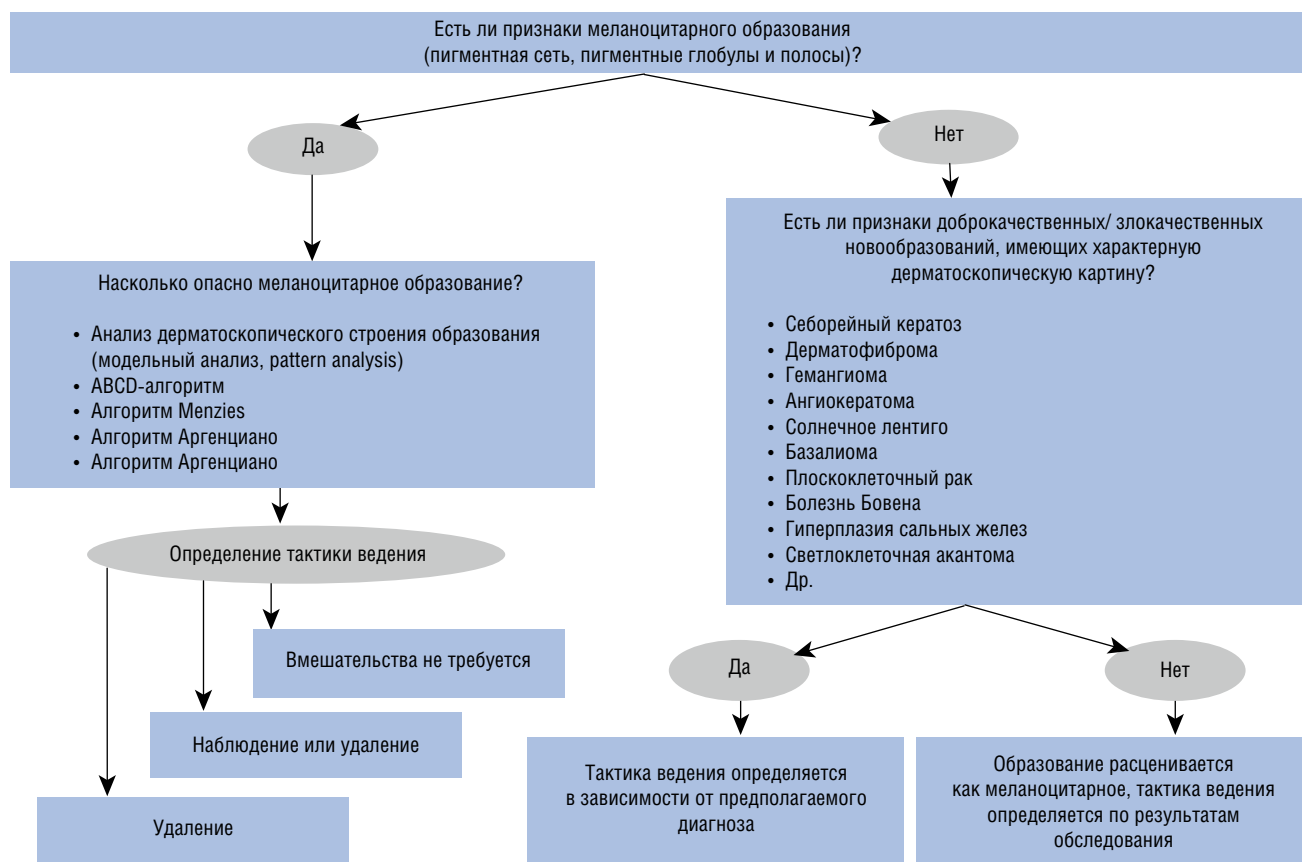 Есть ли признаки меланоцитарного образования
(пигментная сеть, пигментные глобулы и полосы)?
Да
Нет
Насколько опасно меланоцитарное образование?
• Анализ дерматоскопического строения образования
(модельный анализ, pattern analysis)
• ABCD-алгоритм
• Алгоритм Menzies
• Алгоритм Аргенциано
• Алгоритм Аргенциано
Определение тактики ведения
Вмешательства не требуется
Наблюдение или удаление
Удаление
Есть ли признаки доброкачественных/ злокачественных
новообразований, имеющих характерную
дерматоскопическую картину?
• Себорейный кератоз
• Дерматофиброма
• Гемангиома
• Ангиокератома
• Солнечное лентиго
• Базалиома
• Плоскоклеточный рак
• Болезнь Бовена
• Гиперплазия сальных желез
• Светлоклеточная акантома
• Др.
Да
Нет
Тактика ведения определяется
в зависимости от предполагаемого
диагноза
Образование расценивается
как меланоцитарное, тактика ведения
определяется по результатам
обследования